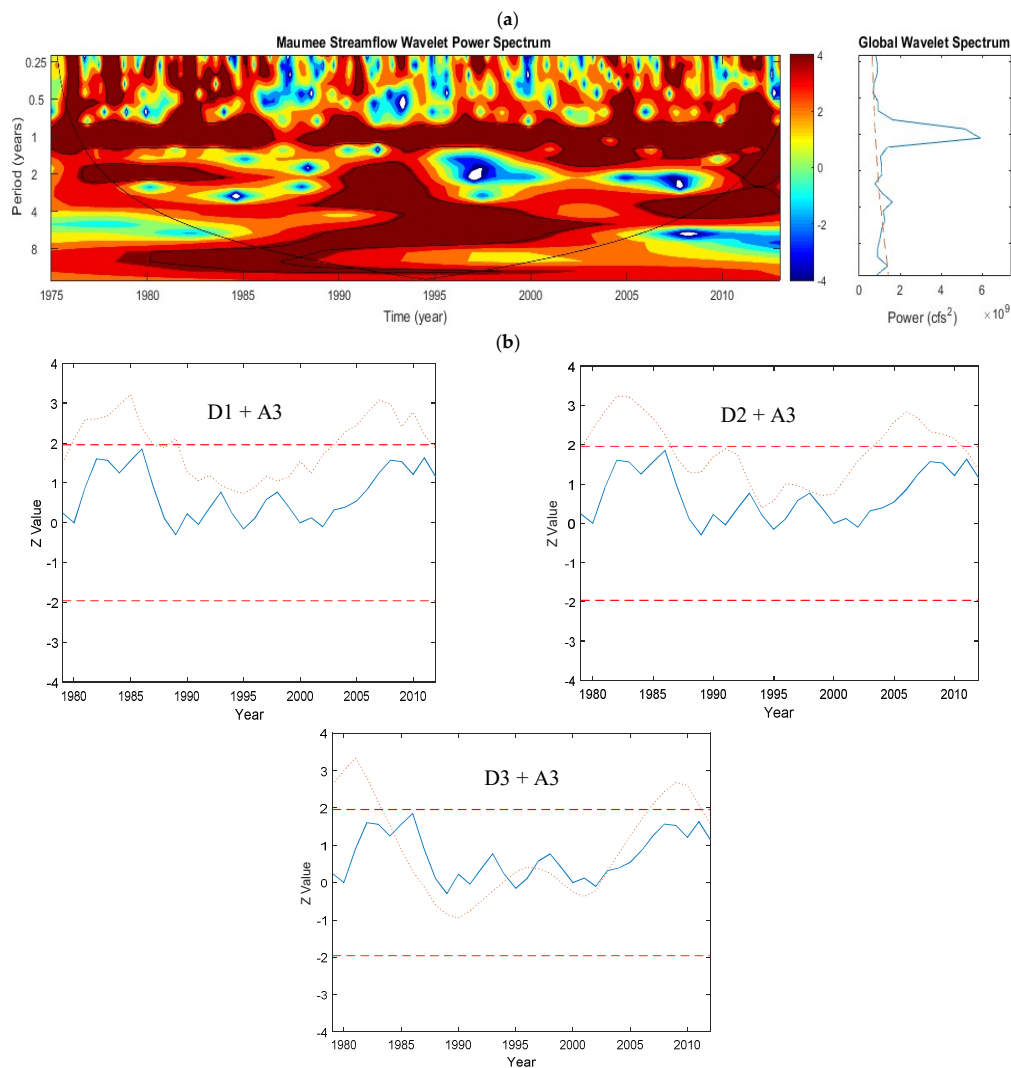 (a)
Maumee Streamflow Wavelet Power Spectrum
Global Wavelet Spectrum
Period (years)
0.25
0.5
1
2
4
8
1975 1980 1985 1990 1995 2000 2005 2010
Time (year)
4
2
0
-2
-4
0 2 4 6
Power (cfs²) ×10⁹
(b)
D1 + A3
Z Value
4
3
2
1
0
-1
-2
-3
-4
1980 1985 1990 1995 2000 2005 2010
Year
D2 + A3
Z Value
4
3
2
1
0
-1
-2
-3
-4
1980 1985 1990 1995 2000 2005 2010
Year
D3 + A3
Z Value
4
3
2
1
0
-1
-2
-3
-4
1980 1985 1990 1995 2000 2005 2010
Year